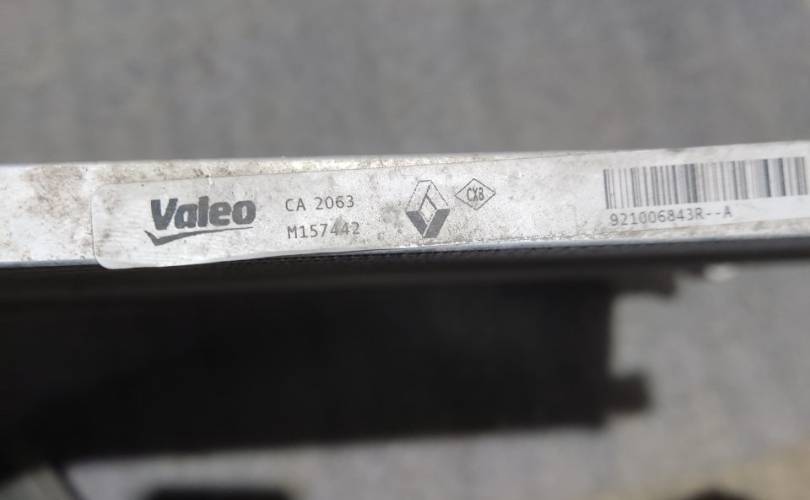 Valeo
CA 2063
M157442
CXB
921006843R--A